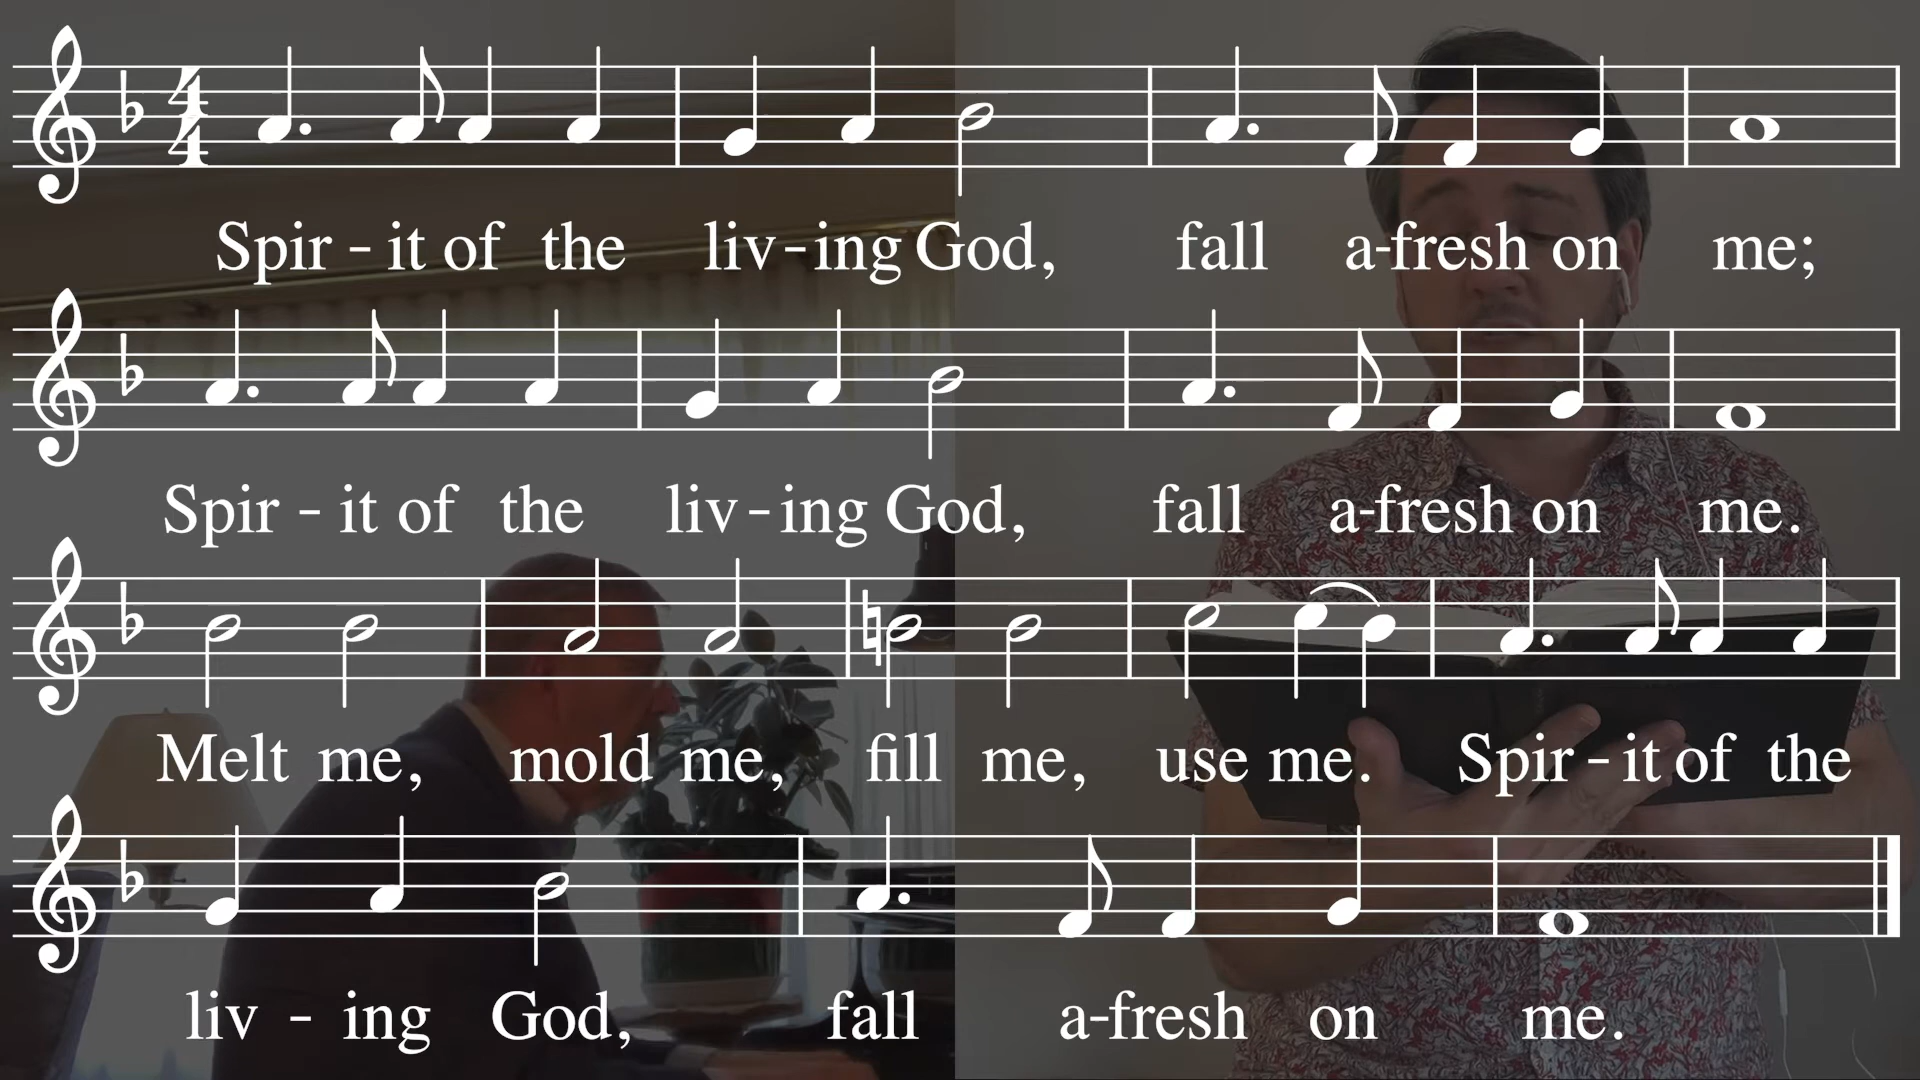 Spir - it of the liv-ing God, fall a-fresh on me;
Spir - it of the liv-ing God, fall a-fresh on me.
Melt me, mold me, fill me, use me. Spir - it of the
liv - ing God, fall a-fresh on me.